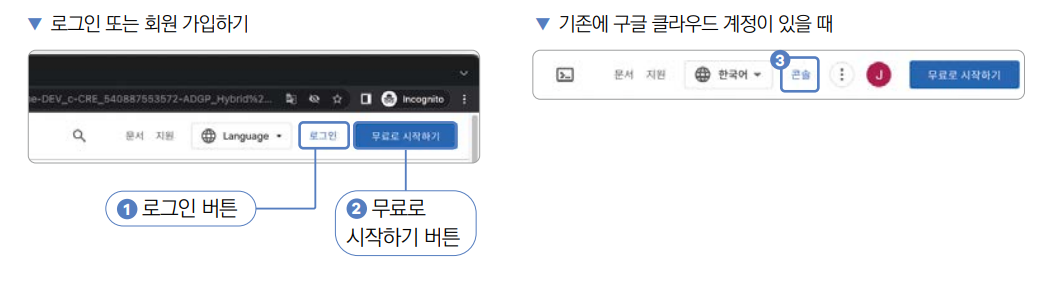 ▼ 로그인 또는 회원 가입하기
ne-DEV_c-CRE_540887553572-ADGP_Hybrid%2... Incognito
문서 지원 Language 로그인 무료로 시작하기
1 로그인 버튼
2 무료로
시작하기 버튼
▼ 기존에 구글 클라우드 계정이 있을 때
3
문서 지원 한국어 콘솔 J 무료로 시작하기